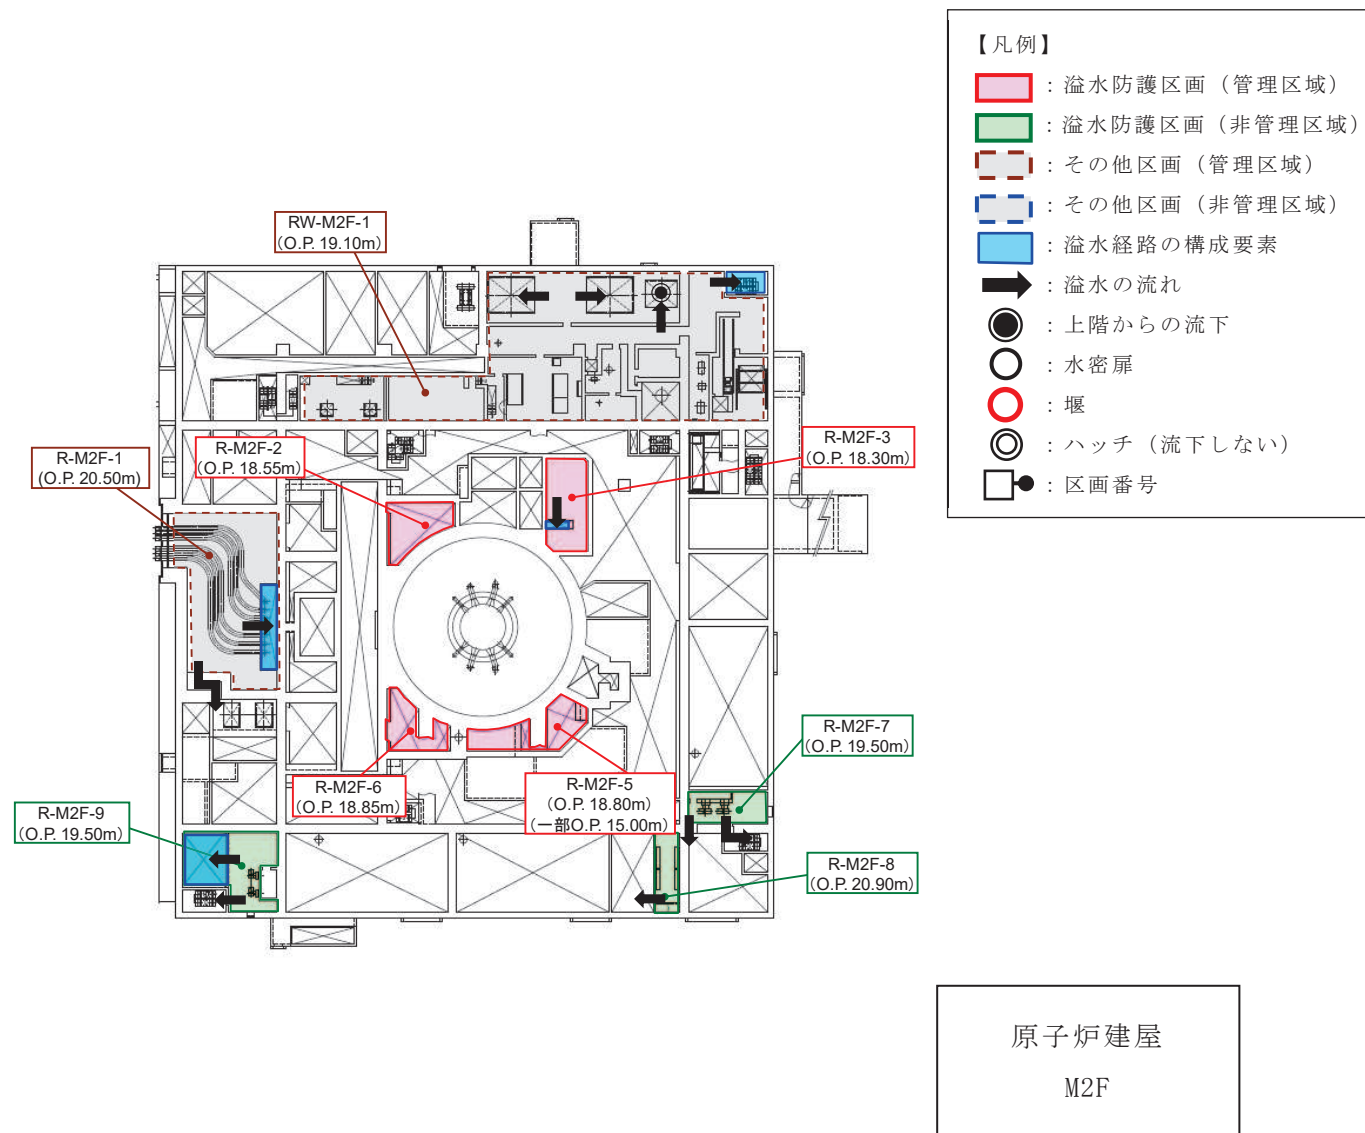 【凡例】
：溢水防護区画（管理区域）
：溢水防護区画（非管理区域）
：その他区画（管理区域）
：その他区画（非管理区域）
：溢水経路の構成要素
：溢水の流れ
：上階からの流下
：水密扉
：堰
：ハッチ（流下しない）
：区画番号
RW-M2F-1
（O.P. 19.10m）
R-M2F-2
（O.P. 18.55m）
R-M2F-3
（O.P. 18.30m）
R-M2F-1
（O.P. 20.50m）
R-M2F-7
（O.P. 19.50m）
R-M2F-6
（O.P. 18.85m）
R-M2F-5
（O.P. 18.80m）
（一部O.P. 15.00m）
R-M2F-9
（O.P. 19.50m）
R-M2F-8
（O.P. 20.90m）
原子炉建屋
M2F